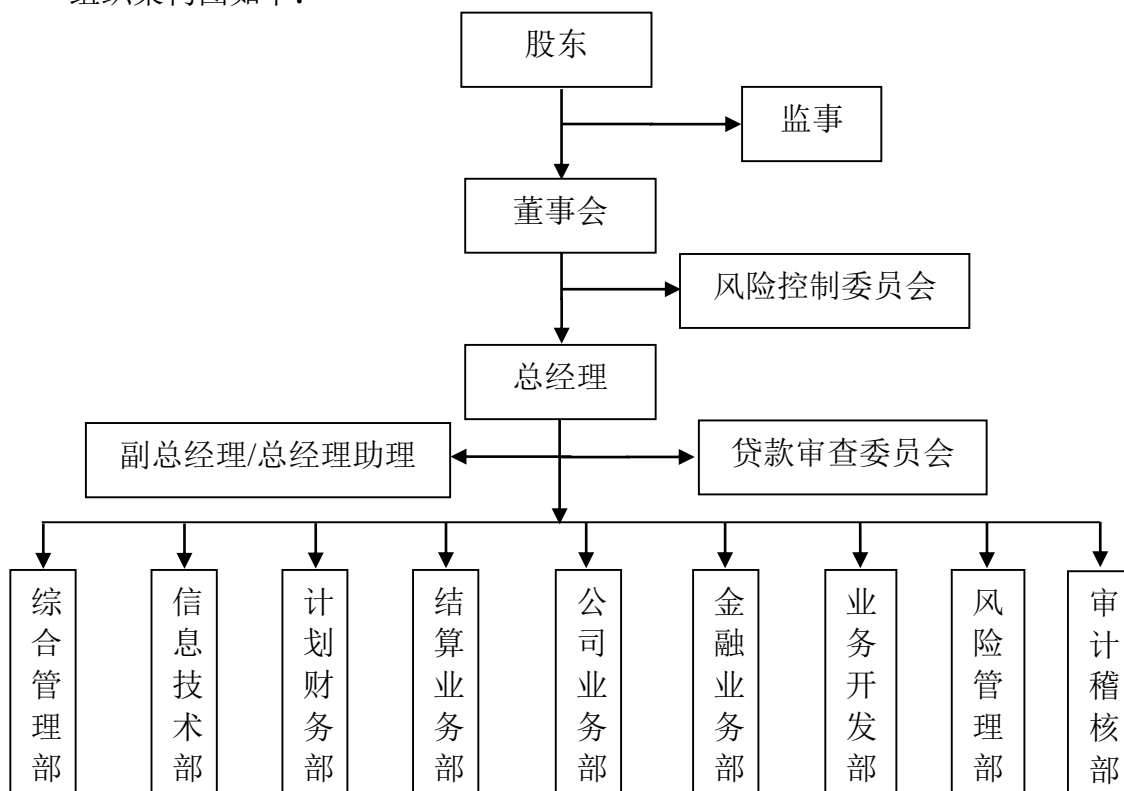 组织架构图如下：
股东
监事
董事会
风险控制委员会
总经理
副总经理/总经理助理
贷款审查委员会
综合管理部
信息技术部
计划财务部
结算业务部
公司业务部
金融业务部
业务开发部
风险管理部
审计稽核部